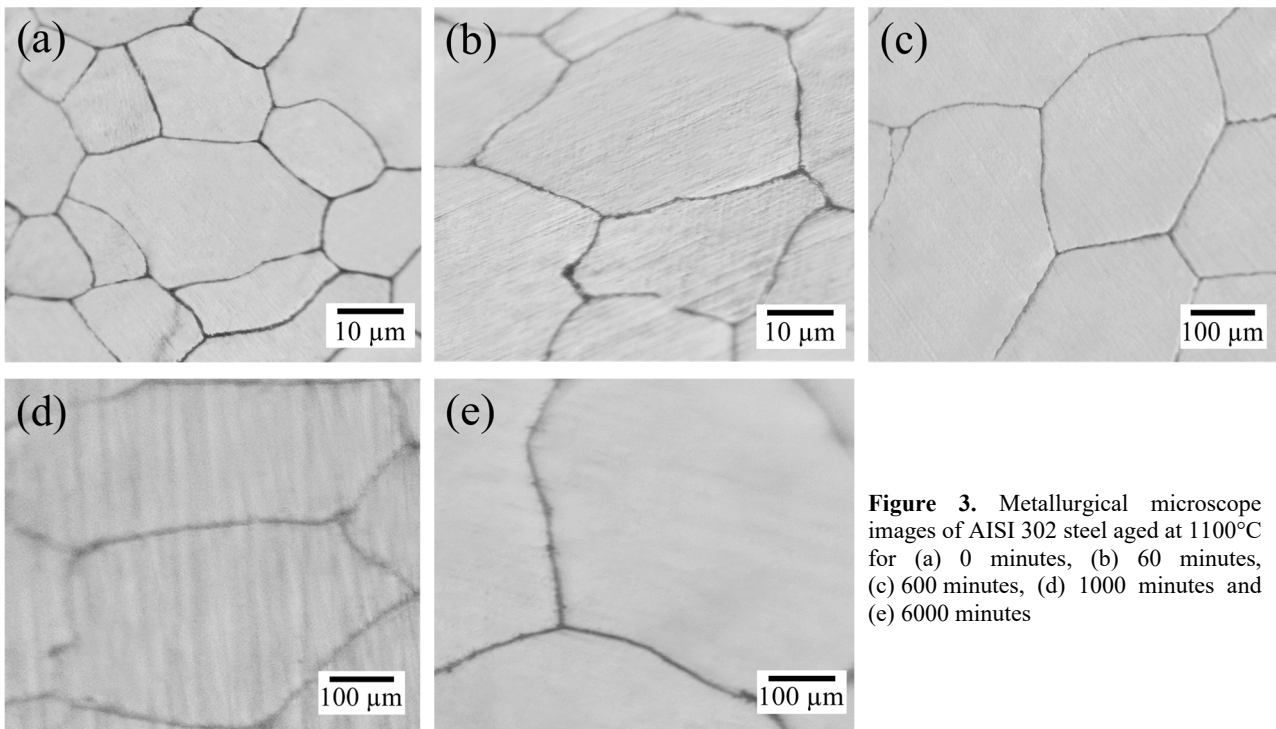 (a)
10 µm
(b)
10 µm
(c)
100 µm
(d)
100 µm
(e)
100 µm
Figure 3. Metallurgical microscope
images of AISI 302 steel aged at 1100°C
for (a) 0 minutes, (b) 60 minutes,
(c) 600 minutes, (d) 1000 minutes and
(e) 6000 minutes